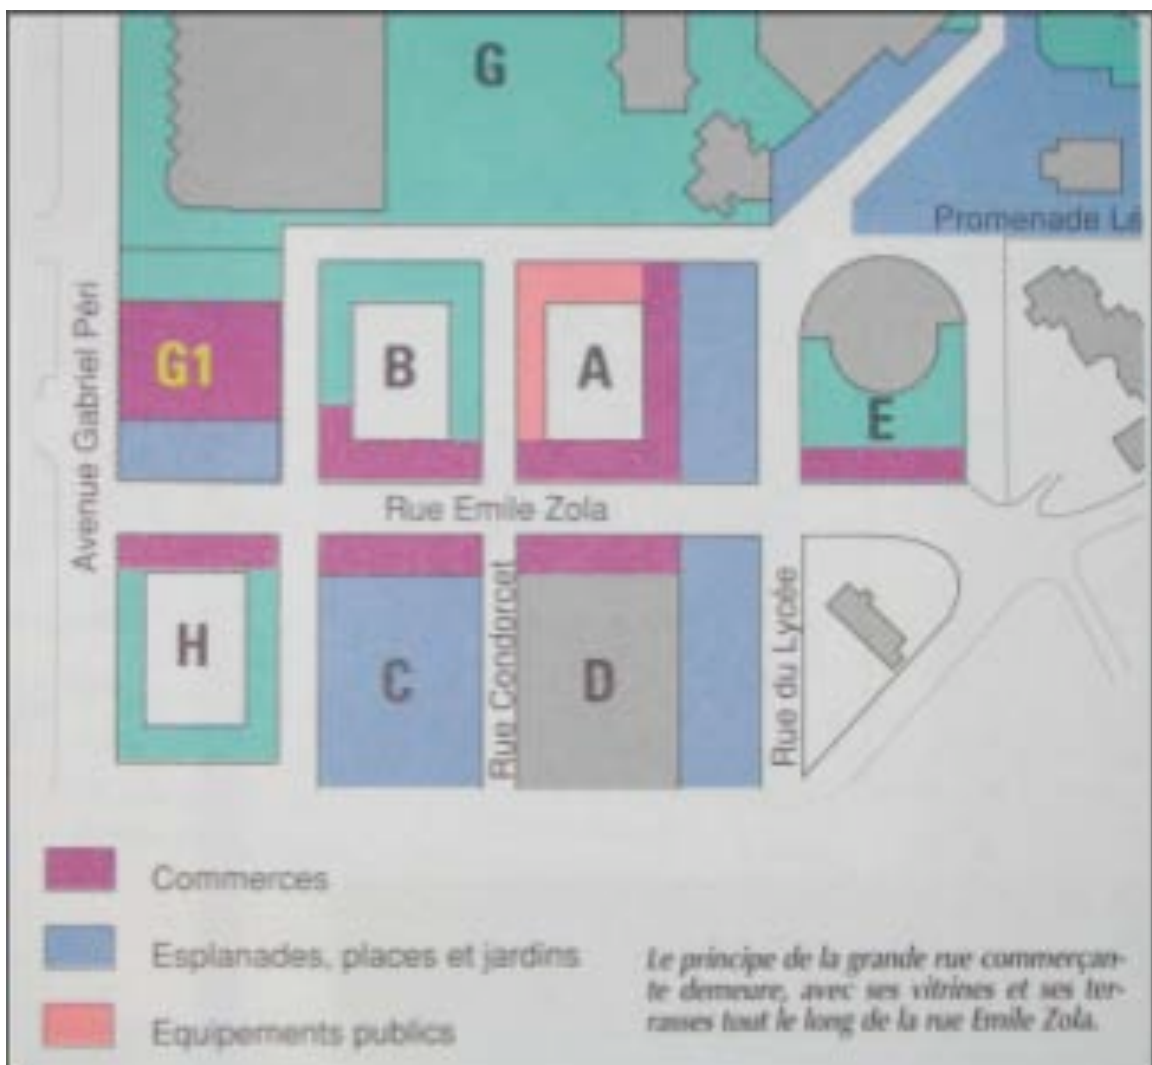 G
Promenade Lé
Avenue Gabriel Péri
G1
B
A
E
Rue Emile Zola
H
C
Rue Condorcet
D
Rue du Lycée
Commerces
Esplanades, places et jardins
Equipements publics
Le principe de la grande rue commerçan-
te demeure, avec ses vitrines et ses ter-
rasses tout le long de la rue Emile Zola.